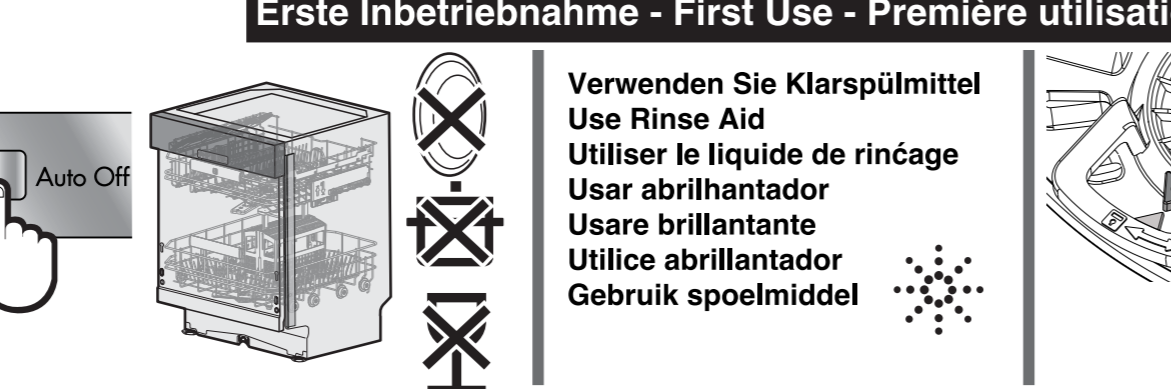 Erste Inbetriebnahme - First Use - Première utilisati
Auto Off
Verwenden Sie Klarspülmittel
Use Rinse Aid
Utiliser le liquide de rinćage
Usar abrilhantador
Usare brillantante
Utilice abrillantador
Gebruik spoelmiddel